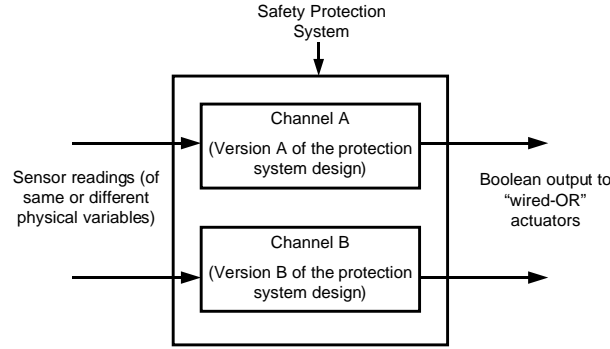 Safety Protection
System
Channel A
(Version A of the protection
system design)
Sensor readings (of
same or different
physical variables)
Boolean output to
“wired-OR”
actuators
Channel B
(Version B of the protection
system design)